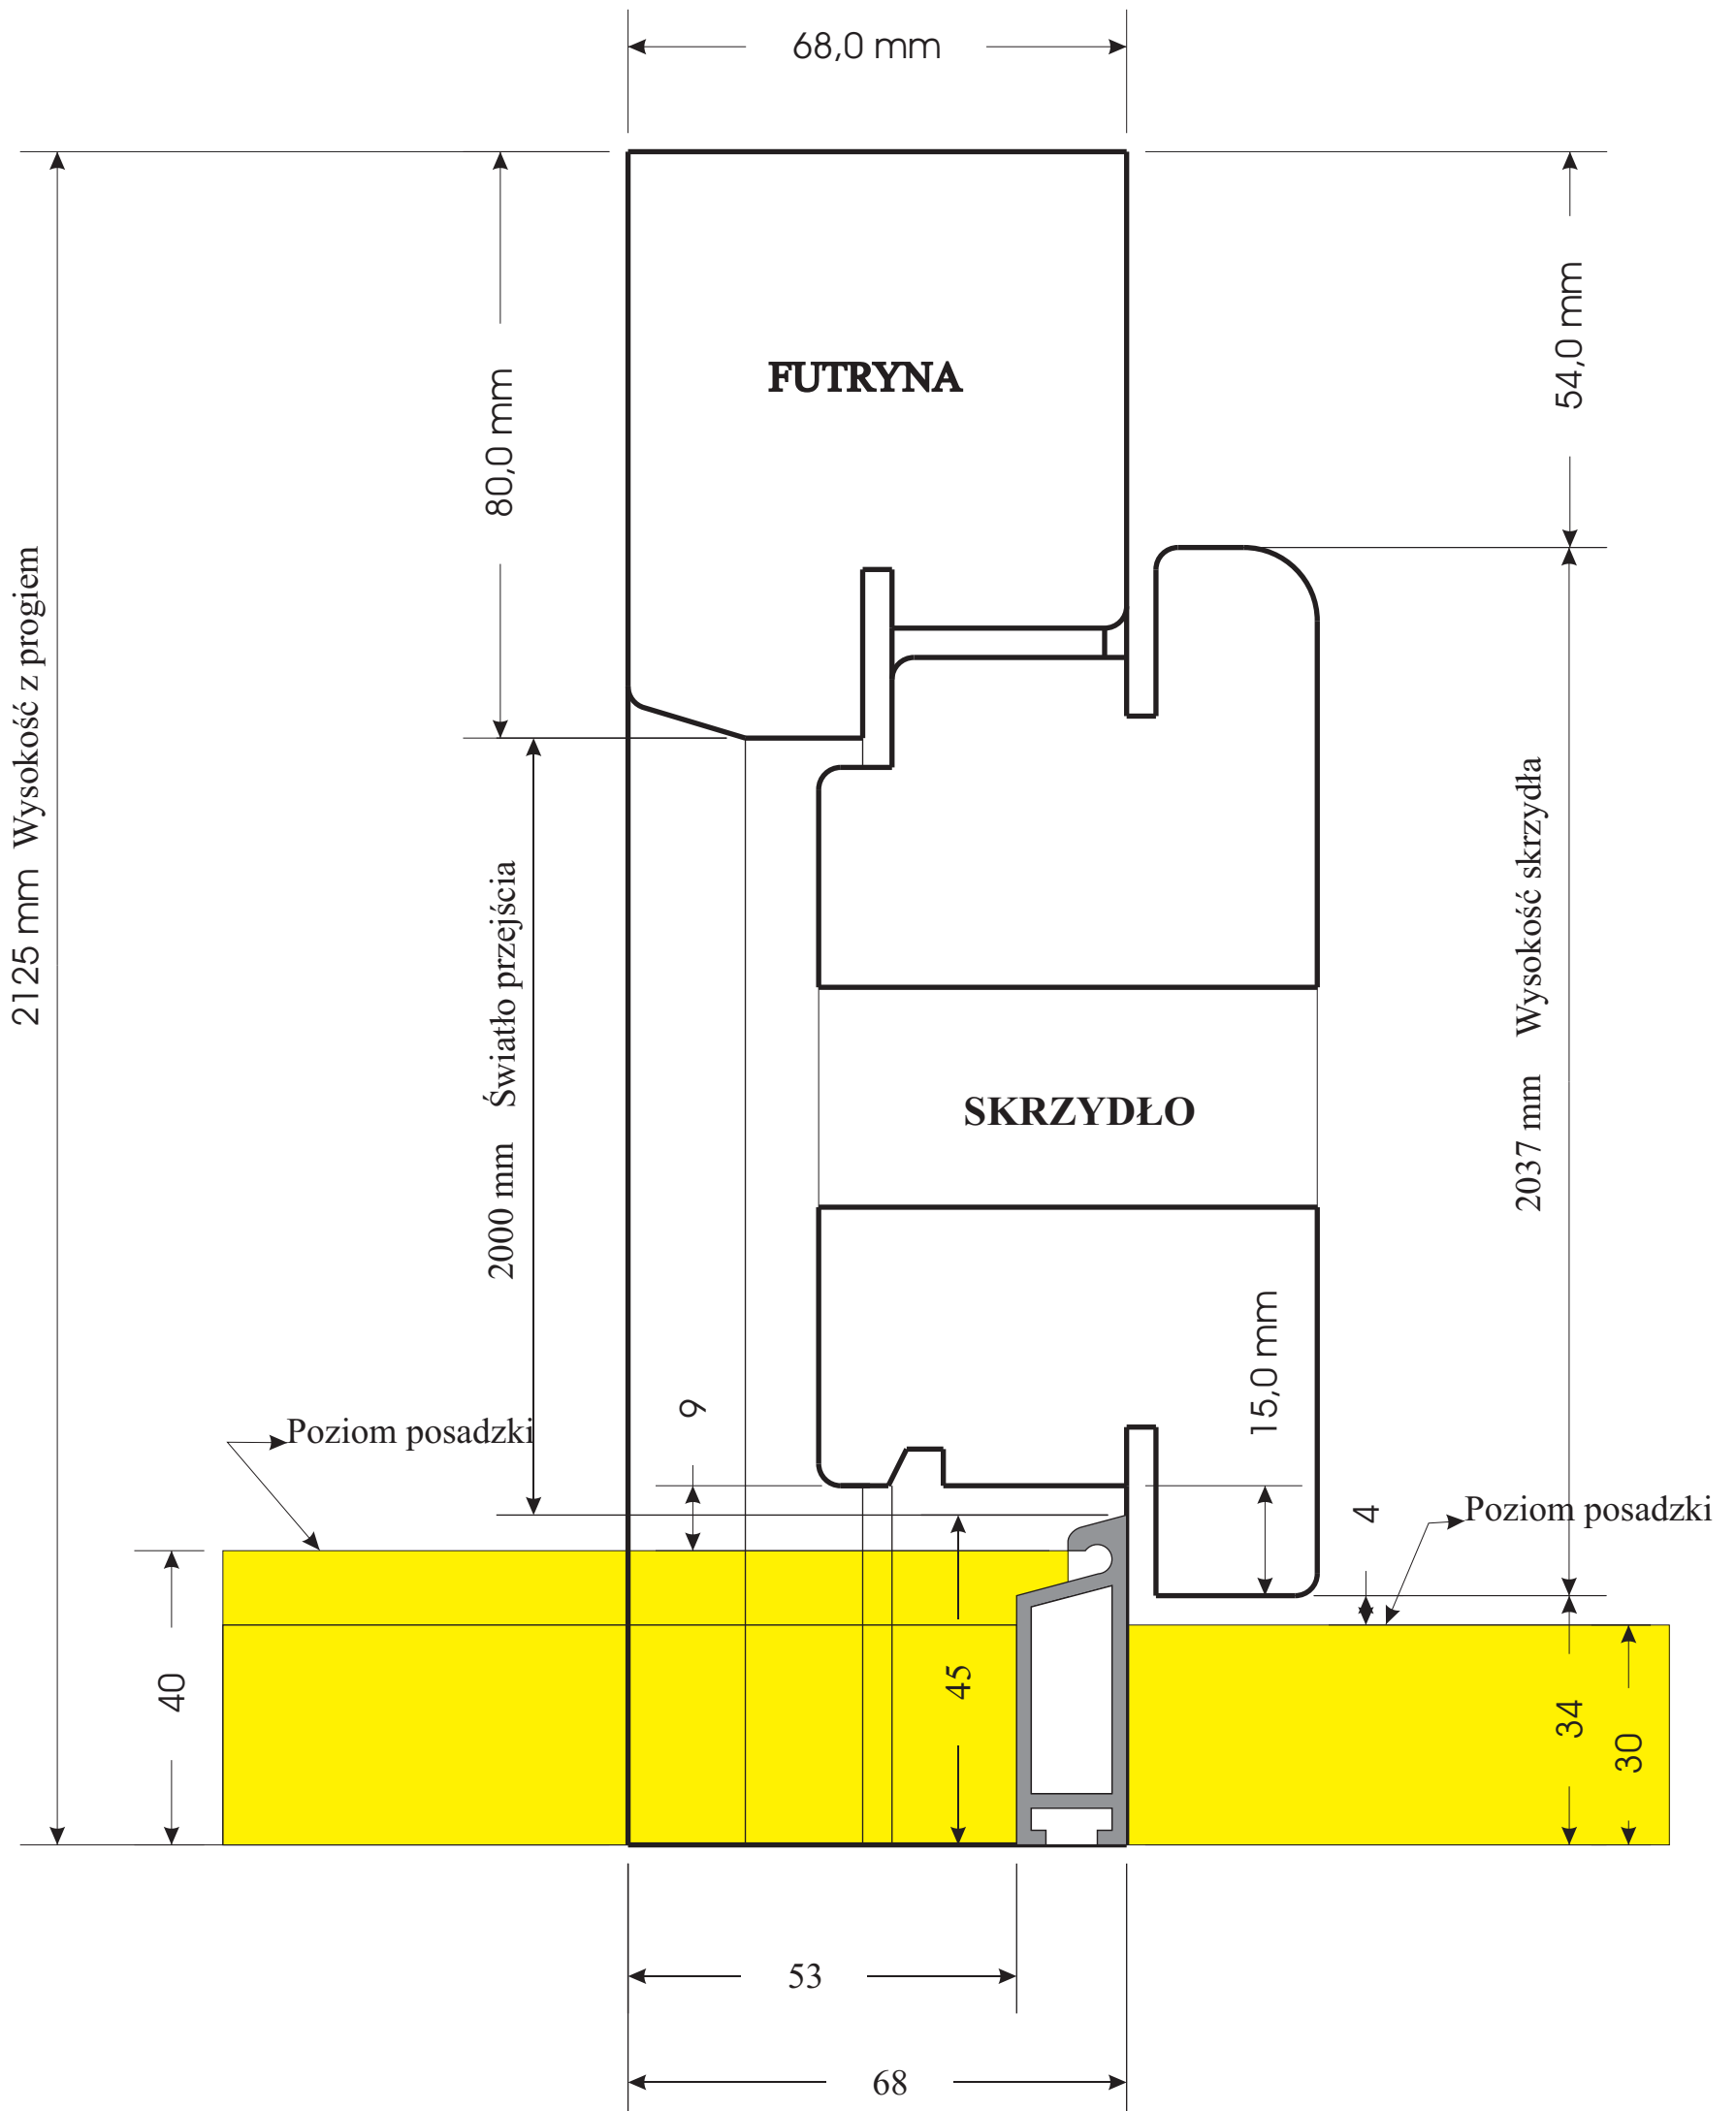 68,0 mm
FUTRYNA
80,0 mm
54,0 mm
2125 mm Wysokość z progiem
2000 mm Światło przejścia
2037 mm Wysokość skrzydła
SKRZYDŁO
15,0 mm
9
Poziom posadzki
4
Poziom posadzki
40
45
34
30
53
68